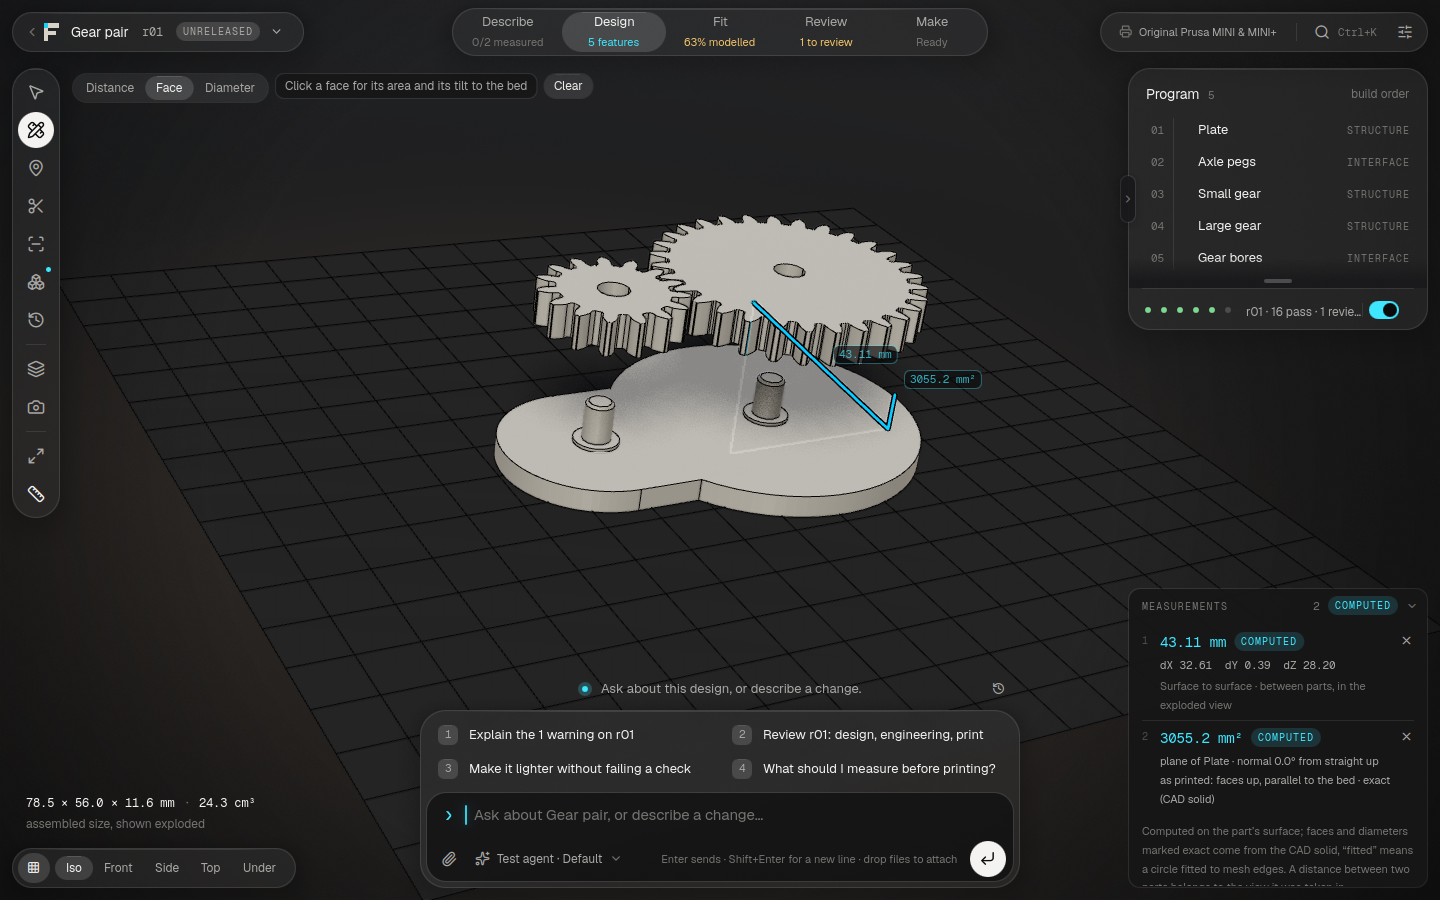 Gear pair r01 UNRELEASED
Describe
0/2 measured
Design
5 features
Fit
63% modelled
Review
1 to review
Make
Ready
Original Prusa MINI & MINI+
Ctrl+K
Distance
Face
Diameter
Click a face for its area and its tilt to the bed
Clear
Program 5 build order
01 Plate STRUCTURE
02 Axle pegs INTERFACE
03 Small gear STRUCTURE
04 Large gear STRUCTURE
05 Gear bores INTERFACE
r01 · 16 pass · 1 revie…
43.11 mm
3055.2 mm²
MEASUREMENTS 2 COMPUTED
1 43.11 mm COMPUTED
dX 32.61 dY 0.39 dZ 28.20
Surface to surface · between parts, in the
exploded view
2 3055.2 mm² COMPUTED
plane of Plate · normal 0.0° from straight up
as printed: faces up, parallel to the bed · exact
(CAD solid)
Computed on the part's surface; faces and diameters
marked exact come from the CAD solid, “fitted” means
a circle fitted to mesh edges. A distance between two
parts belongs to the view it was taken in.
Ask about this design, or describe a change.
1 Explain the 1 warning on r01
2 Review r01: design, engineering, print
3 Make it lighter without failing a check
4 What should I measure before printing?
Ask about Gear pair, or describe a change…
Test agent · Default
Enter sends · Shift+Enter for a new line · drop files to attach
78.5 × 56.0 × 11.6 mm · 24.3 cm³
assembled size, shown exploded
Iso
Front
Side
Top
Under